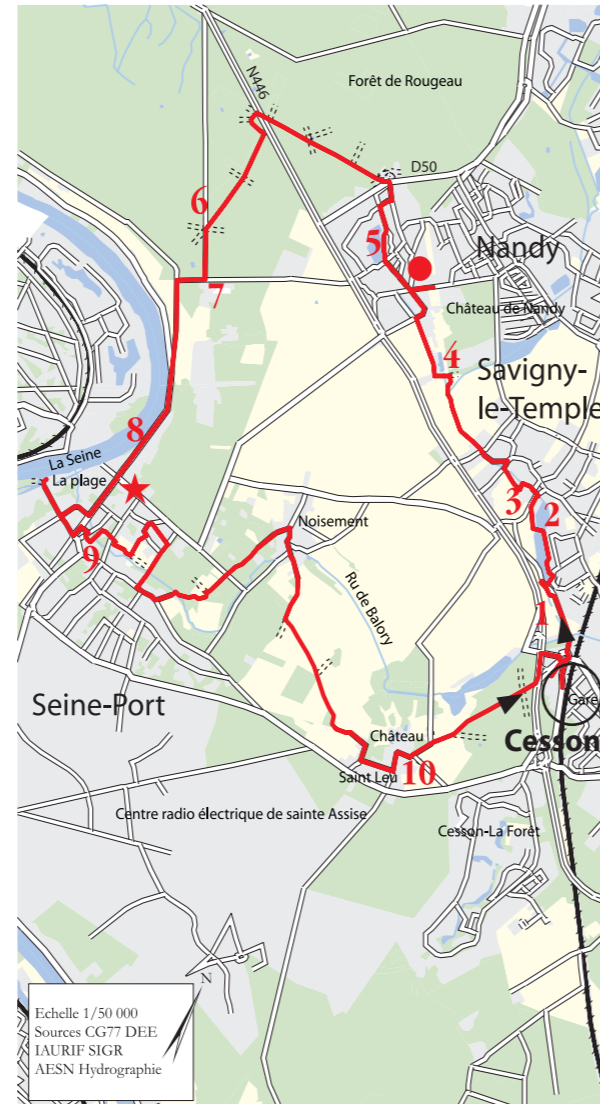 N446
Forêt de Rougeau
D50
6
5
Nandy
7
Château de Nandy
4
Savigny-
le-Temple
8
La Seine
La plage
3
2
Noisement
9
Ru de Balory
1
Seine-Port
Gare
Château
Cesson
Saint Leu
10
Centre radio électrique de sainte Assise
Cesson-La Forêt
N
Echelle 1/50 000
Sources CG77 DEE
IAURIF SIGR
AESN Hydrographie